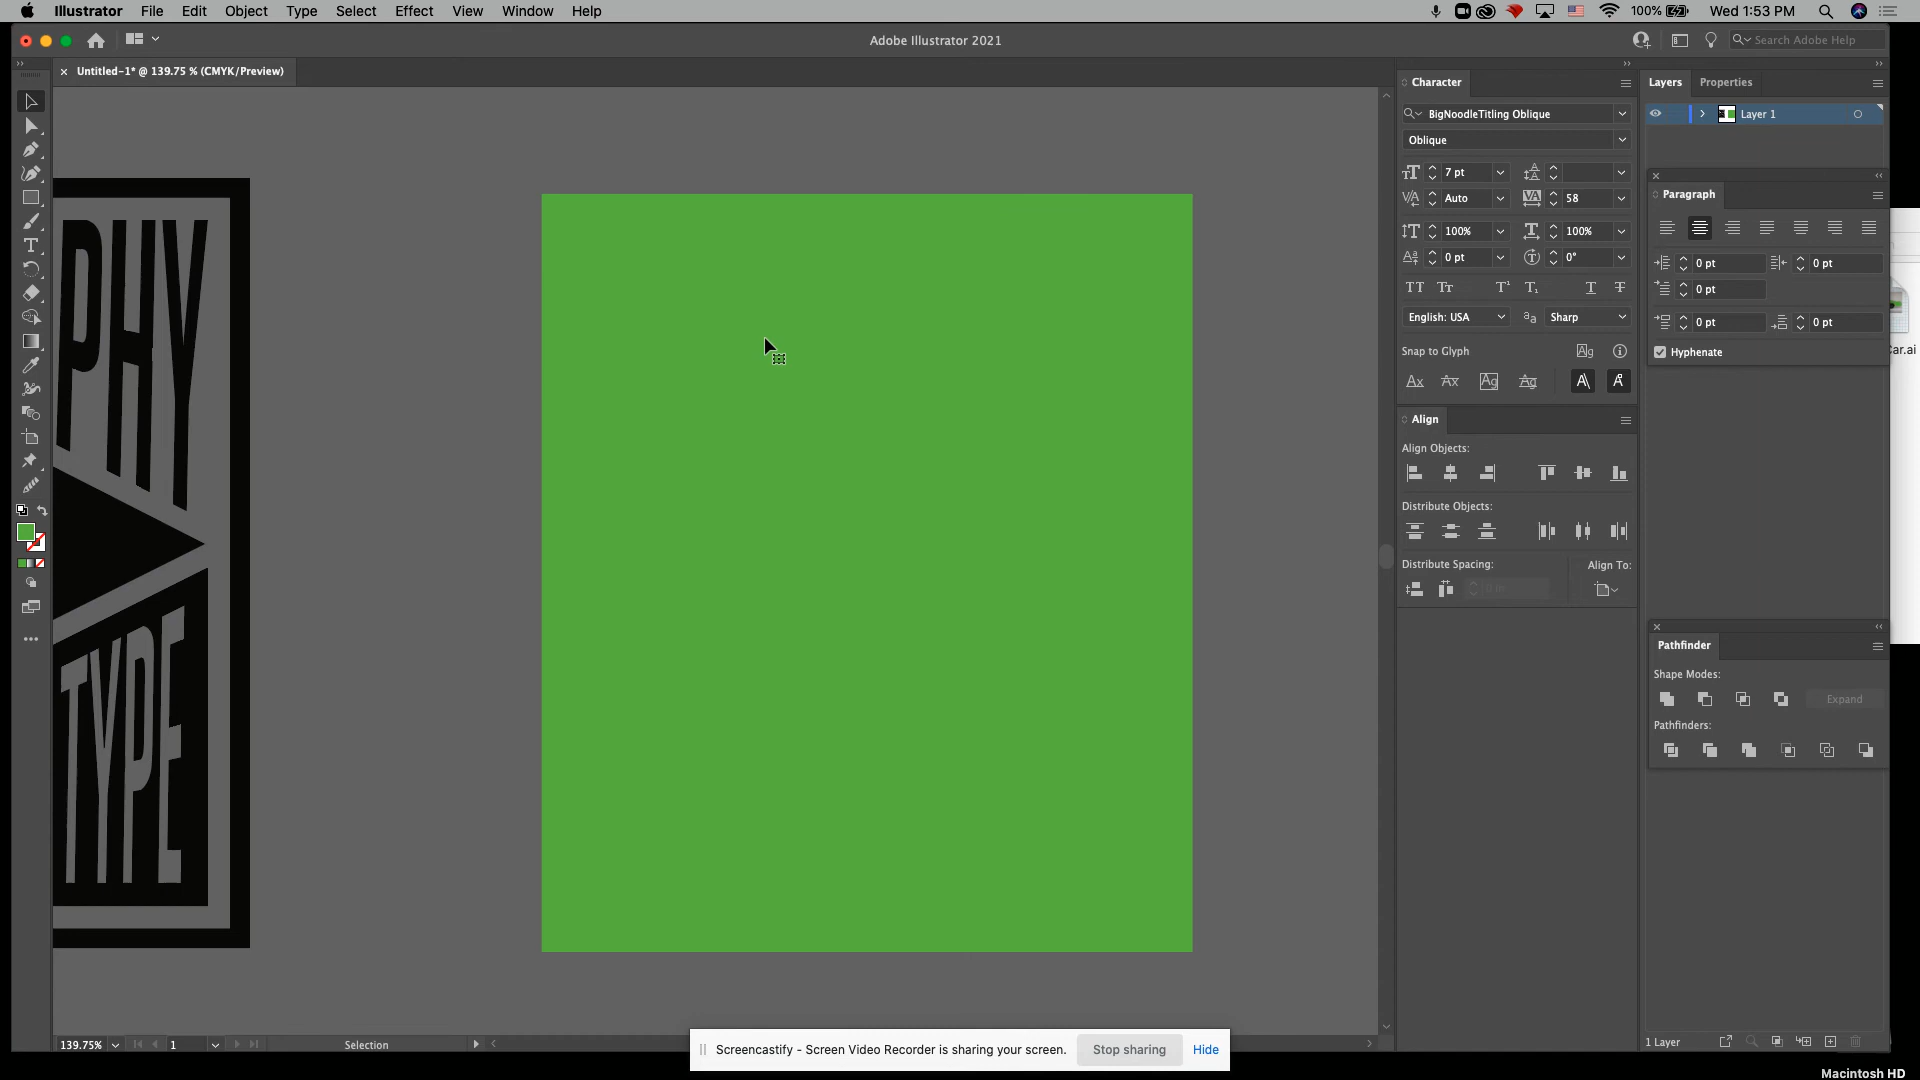 Illustrator File Edit Object Type Select Effect View Window Help
100% Wed 1:53 PM
Adobe Illustrator 2021
Search Adobe Help
Untitled-1* @ 139.75 % (CMYK/Preview)
PHY
TYPE
Character
BigNoodleTitling Oblique
Oblique
7 pt
Auto 58
100% 100%
0 pt 0°
English: USA Sharp
Snap to Glyph
Align
Align Objects:
Distribute Objects:
Distribute Spacing: Align To:
0 in
Layers Properties
Layer 1
Paragraph
0 pt 0 pt
0 pt
0 pt 0 pt
Hyphenate
Car.ai
Pathfinder
Shape Modes:
Expand
Pathfinders:
1 Layer
139.75% 1 Selection
Screencastify - Screen Video Recorder is sharing your screen. Stop sharing Hide
Macintosh HD